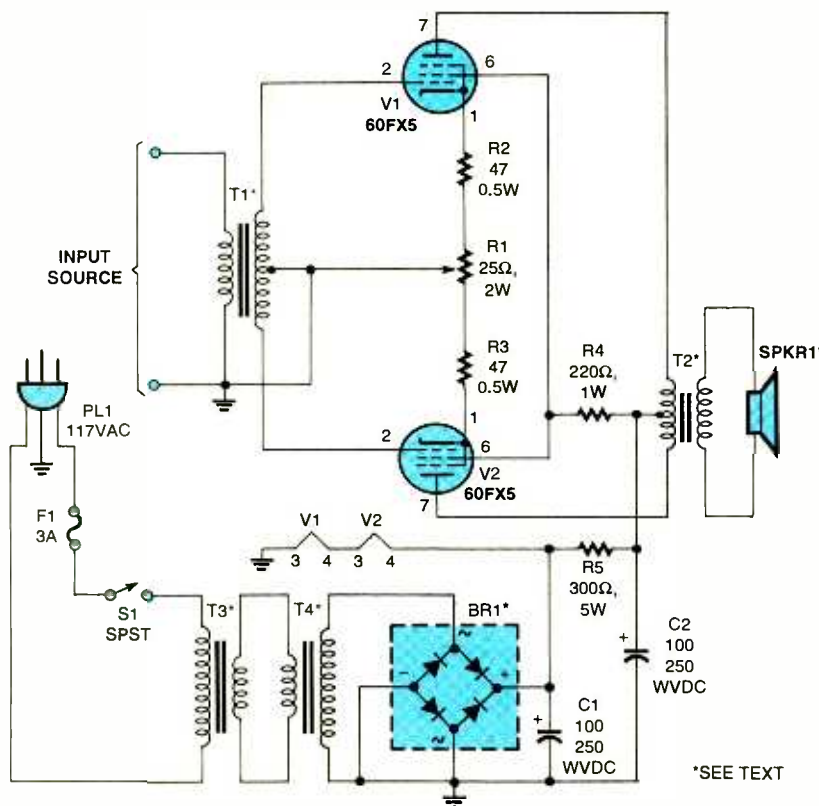 7
2
6
V1
60FX5
1
R2
47
0.5W
T1*
INPUT
SOURCE
R1
25Ω,
2W
R3
47
0.5W
R4
220Ω,
1W
T2*
SPKR1*
PL1
117VAC
1
2
6
V2
60FX5
7
F1
3A
V1
V2
3
4
3
4
R5
300Ω,
5W
S1
SPST
T3*
T4*
BR1*
~
-
+
~
+
C2
100
250
WVDC
+
C1
100
250
WVDC
*SEE TEXT